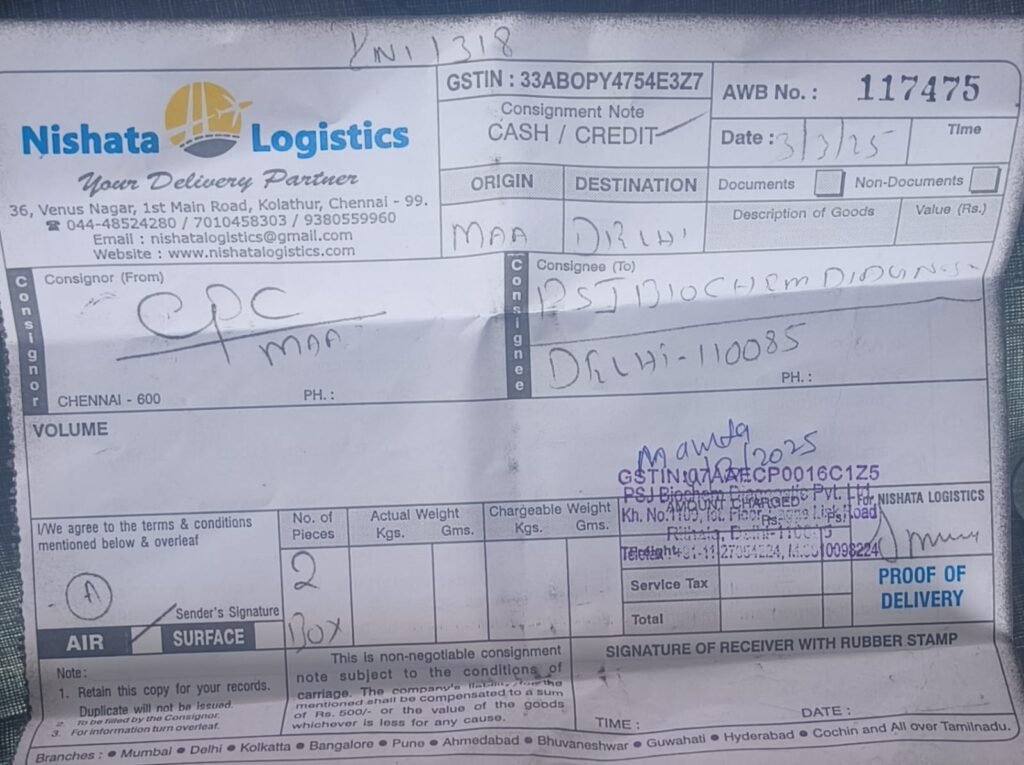 1318
Nishata Logistics
Your Delivery Partner
36, Venus Nagar, 1st Main Road, Kolathur, Chennai - 99.
☎ 044-48524280 / 7010458303 / 9380559960
Email : nishatalogistics@gmail.com
Website : www.nishatalogistics.com
GSTIN : 33ABOPY4754E3Z7
Consignment Note
CASH / CREDIT
AWB No. : 117475
Date : 3/3/25
Time
ORIGIN
DESTINATION
Documents
Non-Documents
MAA
DELHI
Description of Goods
Value (Rs.)
Consignor
Consignor (From)
CPC
MAA
CHENNAI - 600
PH. :
Consignee
Consignee (To)
PSJ BIOCHEM
DELHI-110085
PH. :
VOLUME
/2025
GSTIN:07AAECP0016C1Z5
PSJ Biochem Diagnostic Pvt. Ltd.
Kh. No. Road
Rithala, Delhi-
AMOUNT CHARGED
Rs. Ps.
For NISHATA LOGISTICS
I/We agree to the terms & conditions
mentioned below & overleaf
A
Sender's Signature
AIR
SURFACE
No. of
Pieces
Actual Weight
Kgs. Gms.
Chargeable Weight
Kgs. Gms.
2
BOX
Freight
Service Tax
Total
PROOF OF
DELIVERY
Note :
1. Retain this copy for your records.
Duplicate will not be issued.
2. To be filled by the Consignor.
3. For information turn overleaf.
This is non-negotiable consignment
note subject to the conditions of
carriage. The company's liability for the
mentioned shall be compensated to a sum
of Rs. 500/- or the value of the goods
whichever is less for any cause.
SIGNATURE OF RECEIVER WITH RUBBER STAMP
TIME :
DATE :
Branches : ● Mumbai ● Delhi ● Kolkatta ● Bangalore ● Pune ● Ahmedabad ● Bhuvaneshwar ● Guwahati ● Hyderabad ● Cochin and All over Tamilnadu.